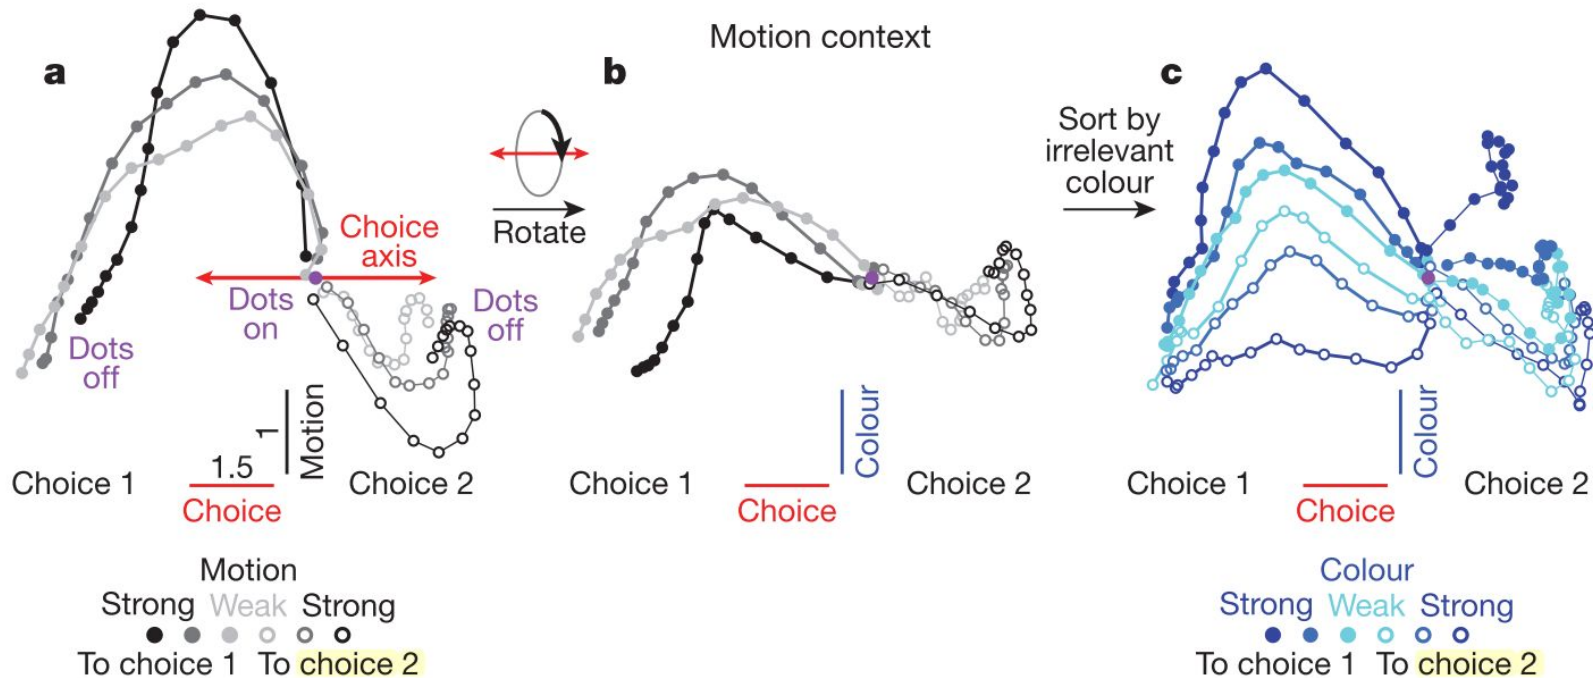 Motion context
a
b
c
Choice
axis
Dots
on
Dots
off
Dots
off
1
Motion
1.5
Choice 1
Choice 2
Choice
Motion
Strong Weak Strong
To choice 1 To choice 2
Rotate
Colour
Choice 1
Choice 2
Choice
Sort by
irrelevant
colour
Colour
Choice 1
Choice 2
Choice
Colour
Strong Weak Strong
To choice 1 To choice 2